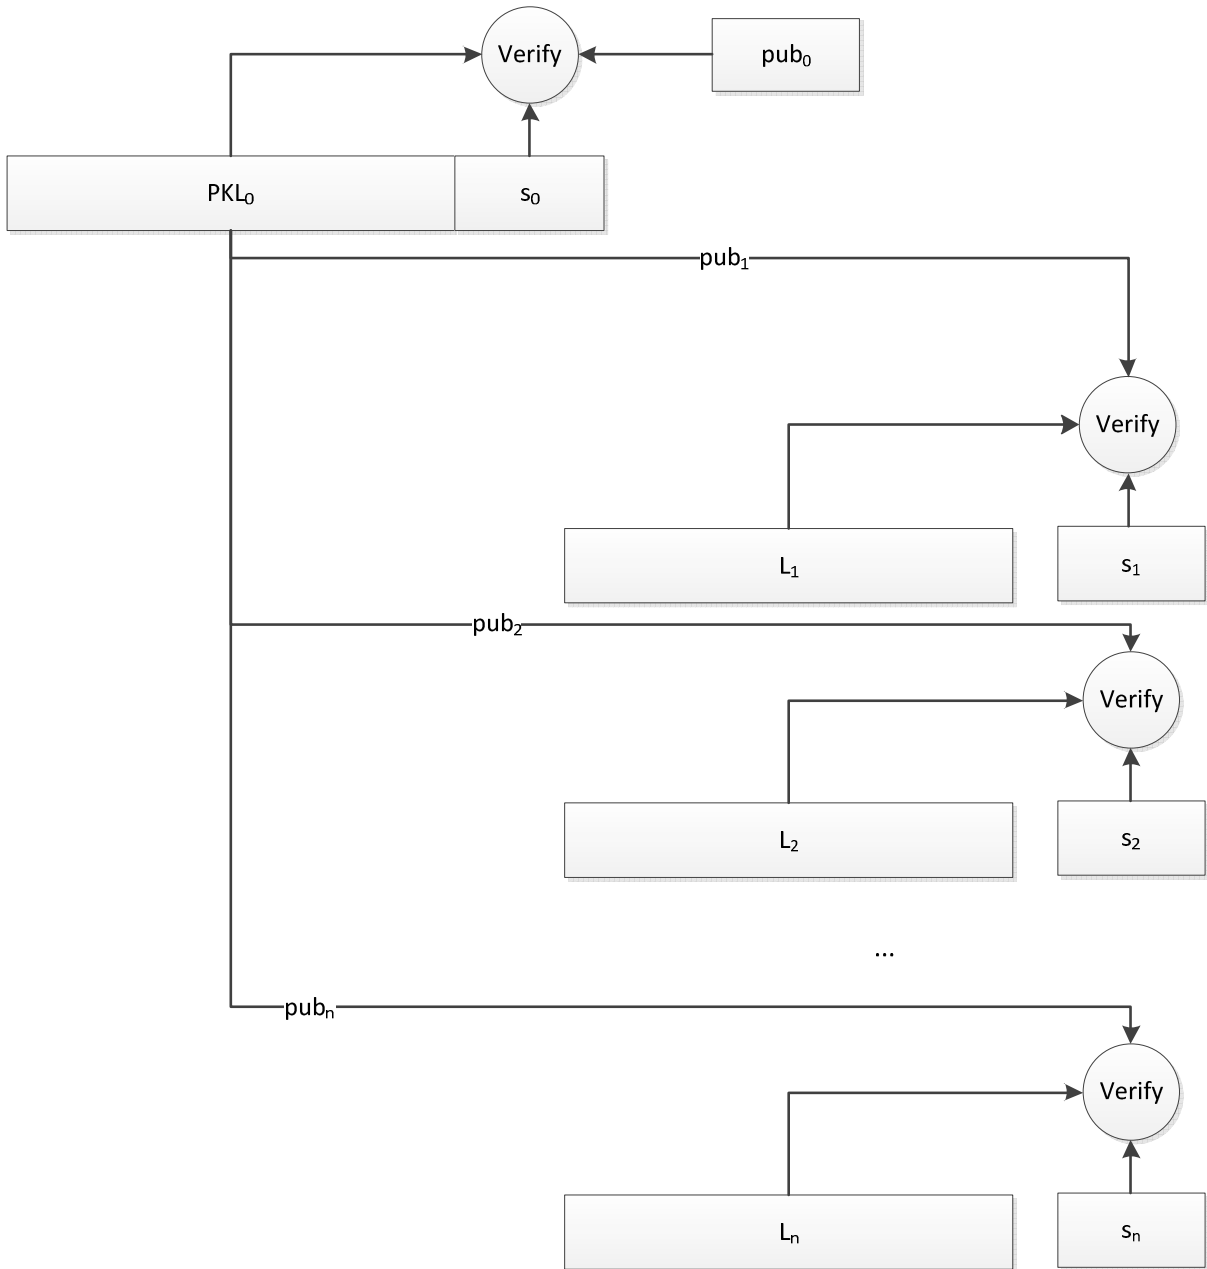 Verify
pub₀
PKL₀
s₀
pub₁
Verify
L₁
s₁
pub₂
Verify
L₂
s₂
...
pubₙ
Verify
Lₙ
sₙ